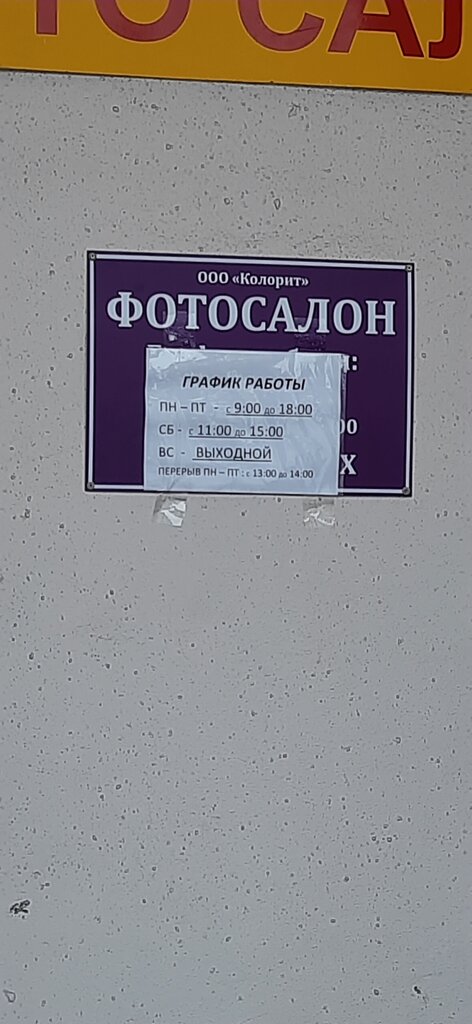 ООО «Колорит»
ФОТОСАЛОН
ГРАФИК РАБОТЫ
ПН – ПТ - с 9:00 до 18:00
СБ - с 11:00 до 15:00
ВС - ВЫХОДНОЙ
ПЕРЕРЫВ ПН – ПТ : с 13:00 до 14:00